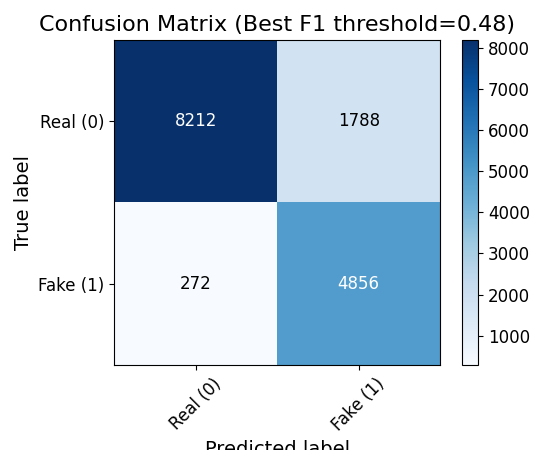 Confusion Matrix (Best F1 threshold=0.48)
Real (0)
8212
1788
Fake (1)
272
4856
True label
Real (0)
Fake (1)
Predicted label
8000
7000
6000
5000
4000
3000
2000
1000